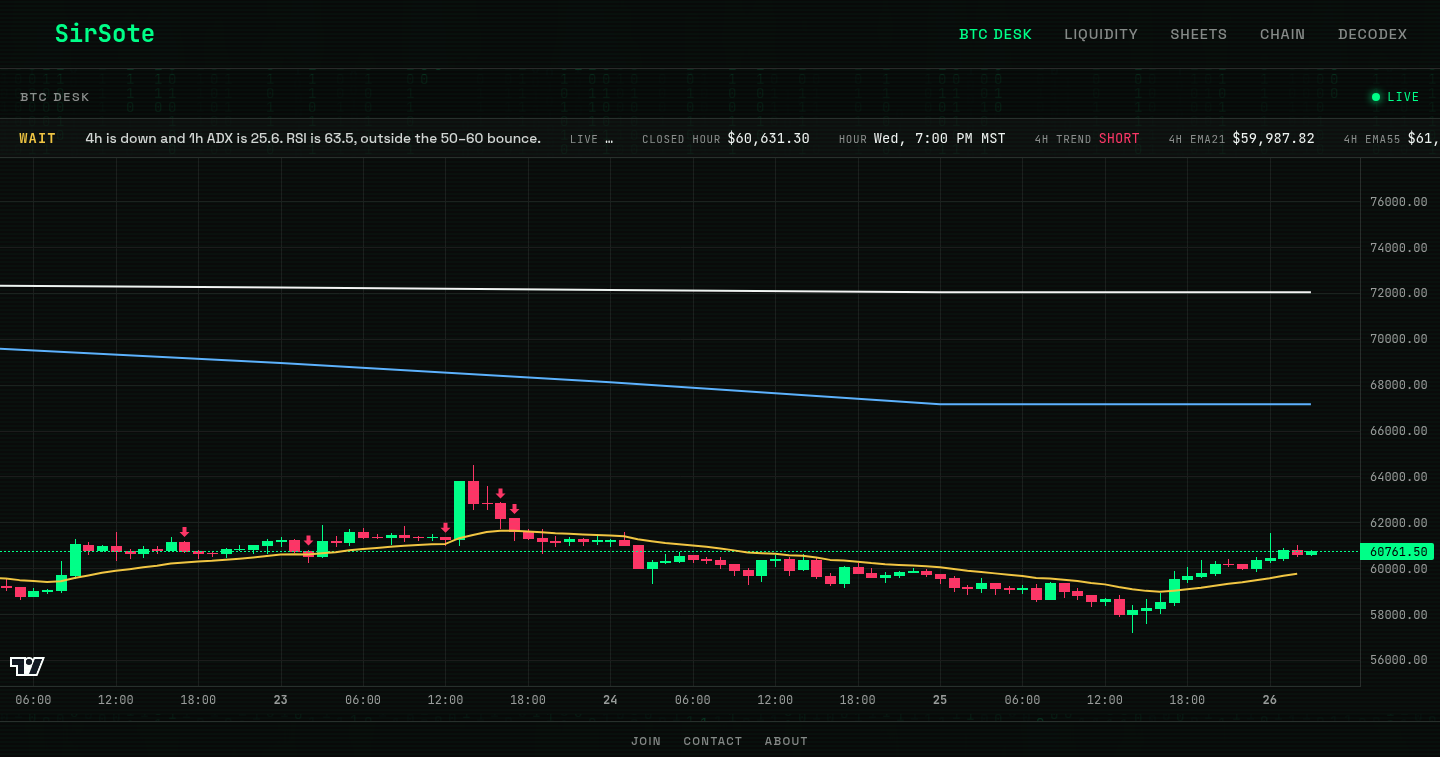 SirSote
BTC DESK LIQUIDITY SHEETS CHAIN DECODEX
BTC DESK
LIVE
WAIT 4h is down and 1h ADX is 25.6. RSI is 63.5, outside the 50–60 bounce. LIVE … CLOSED HOUR $60,631.30 HOUR Wed, 7:00 PM MST 4H TREND SHORT 4H EMA21 $59,987.82 4H EMA55 $61,
76000.00
74000.00
72000.00
70000.00
68000.00
66000.00
64000.00
62000.00
60761.50
60000.00
58000.00
56000.00
06:00 12:00 18:00 23 06:00 12:00 18:00 24 06:00 12:00 18:00 25 06:00 12:00 18:00 26
JOIN CONTACT ABOUT